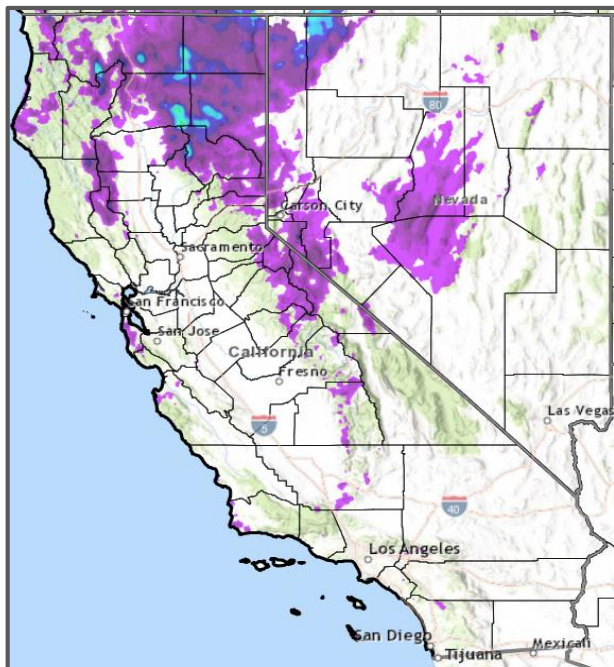 80
Carson City
Nevada
Sacramento
San Francisco
San Jose
California
Fresno
Las Vegas
5
40
Los Angeles
San Diego
Tijuana
Mexicali